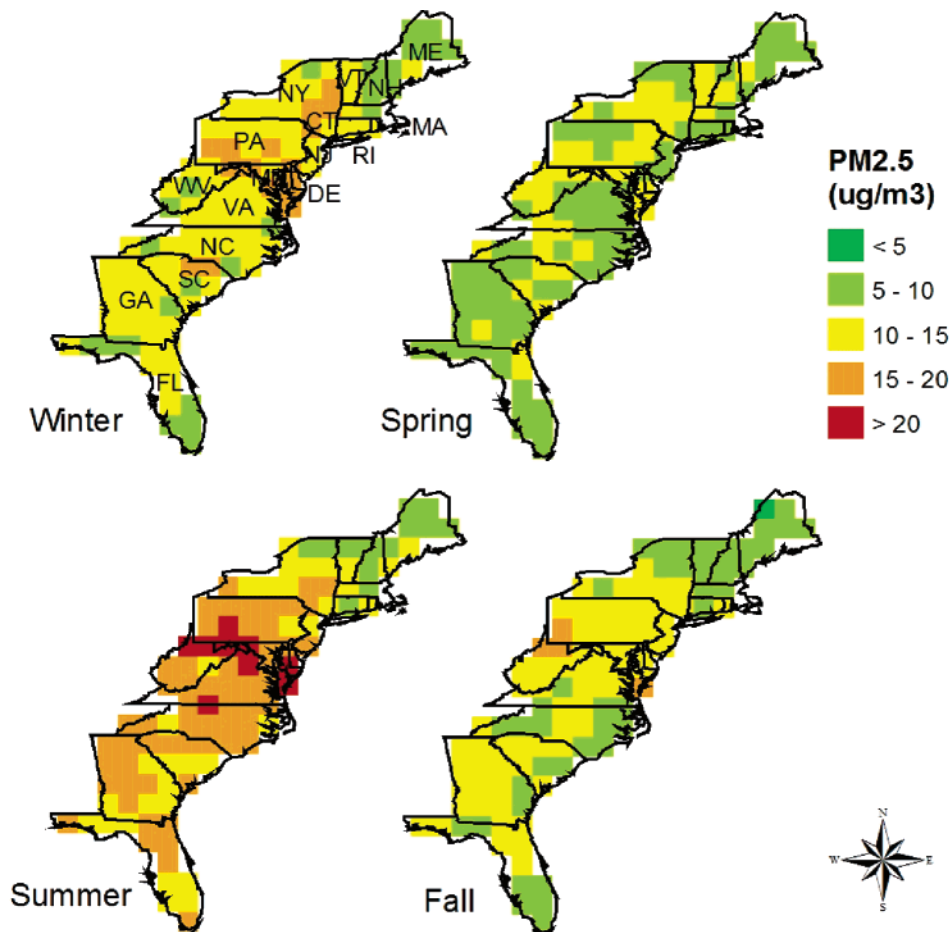 ME
VT
NH
NY
MA
CT
PA
RI
NJ
DE
WV
VA
NC
SC
GA
FL
Winter
Spring
PM2.5
(ug/m3)
< 5
5 - 10
10 - 15
15 - 20
> 20
Summer
Fall
N
W
E
S